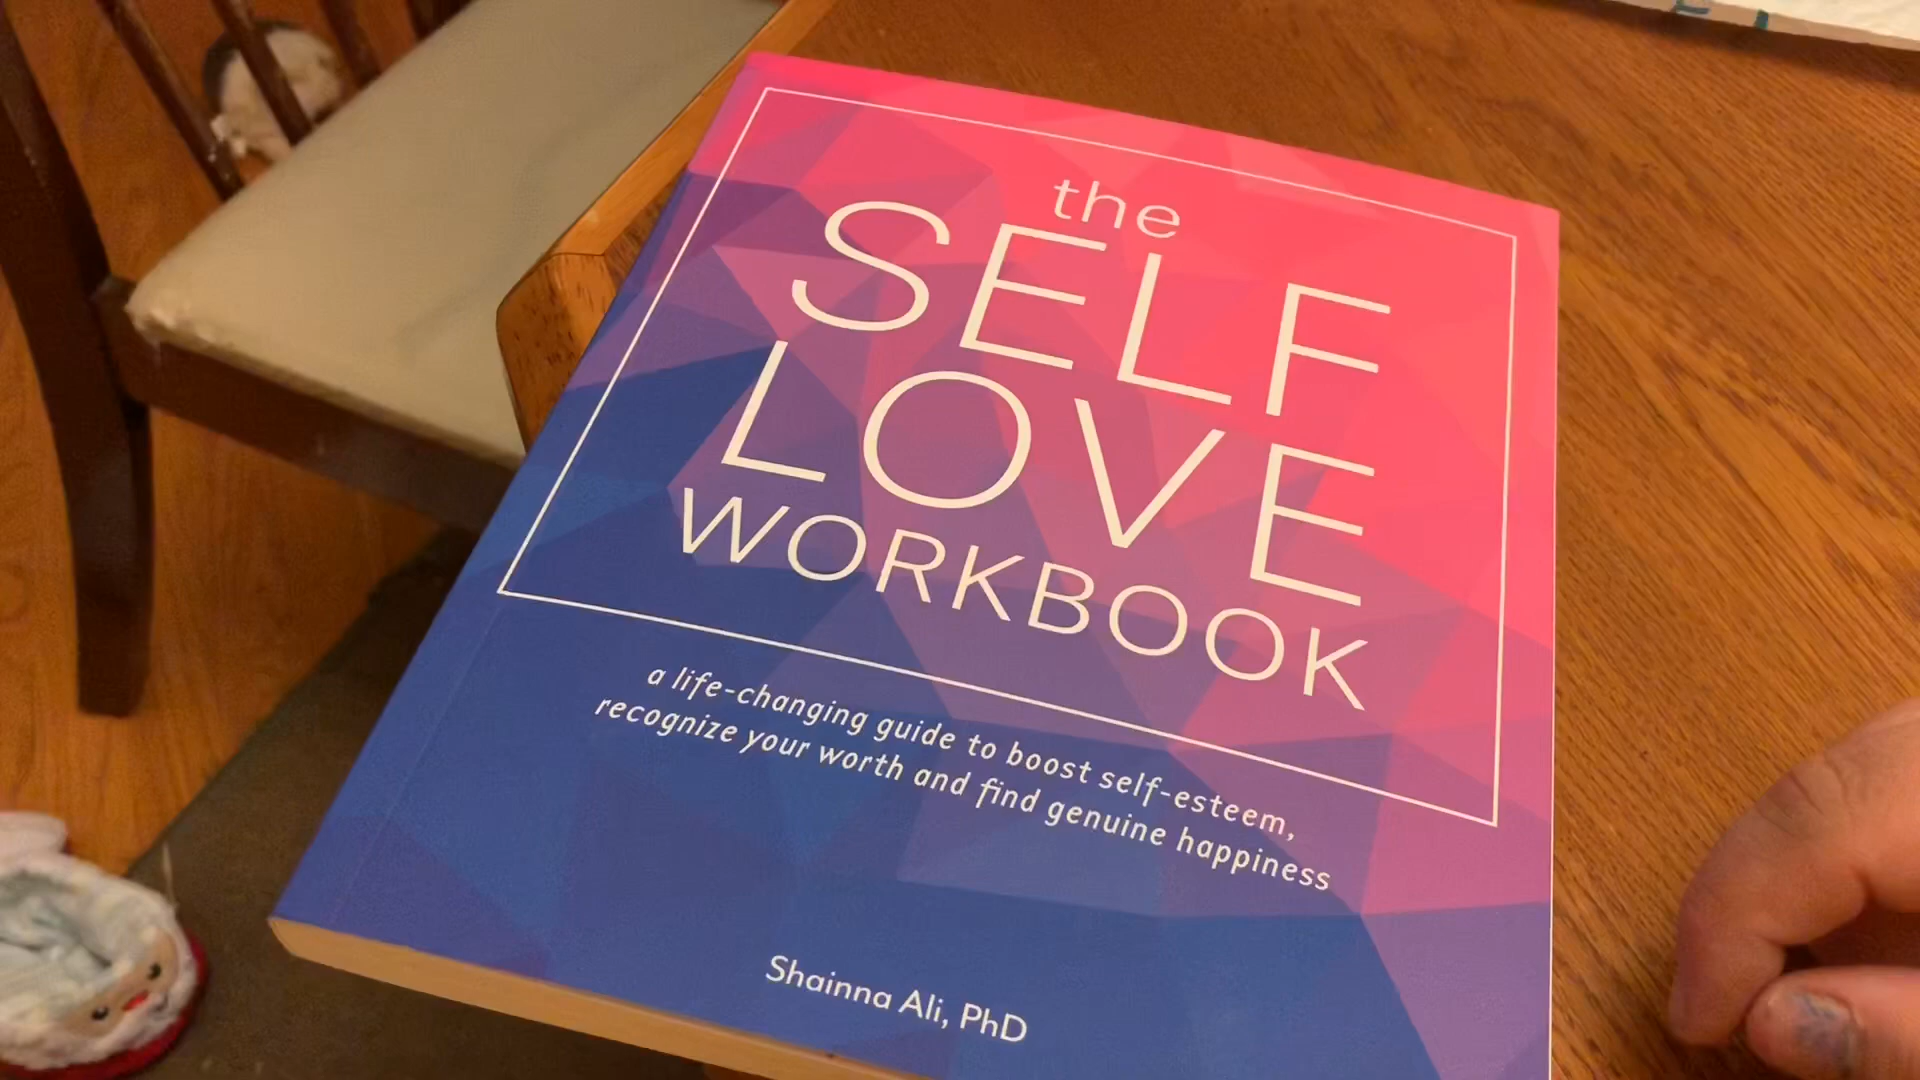 the
SELF
LOVE
WORKBOOK
a life-changing guide to boost self-esteem,
recognize your worth and find genuine happiness
Shainna Ali, PhD